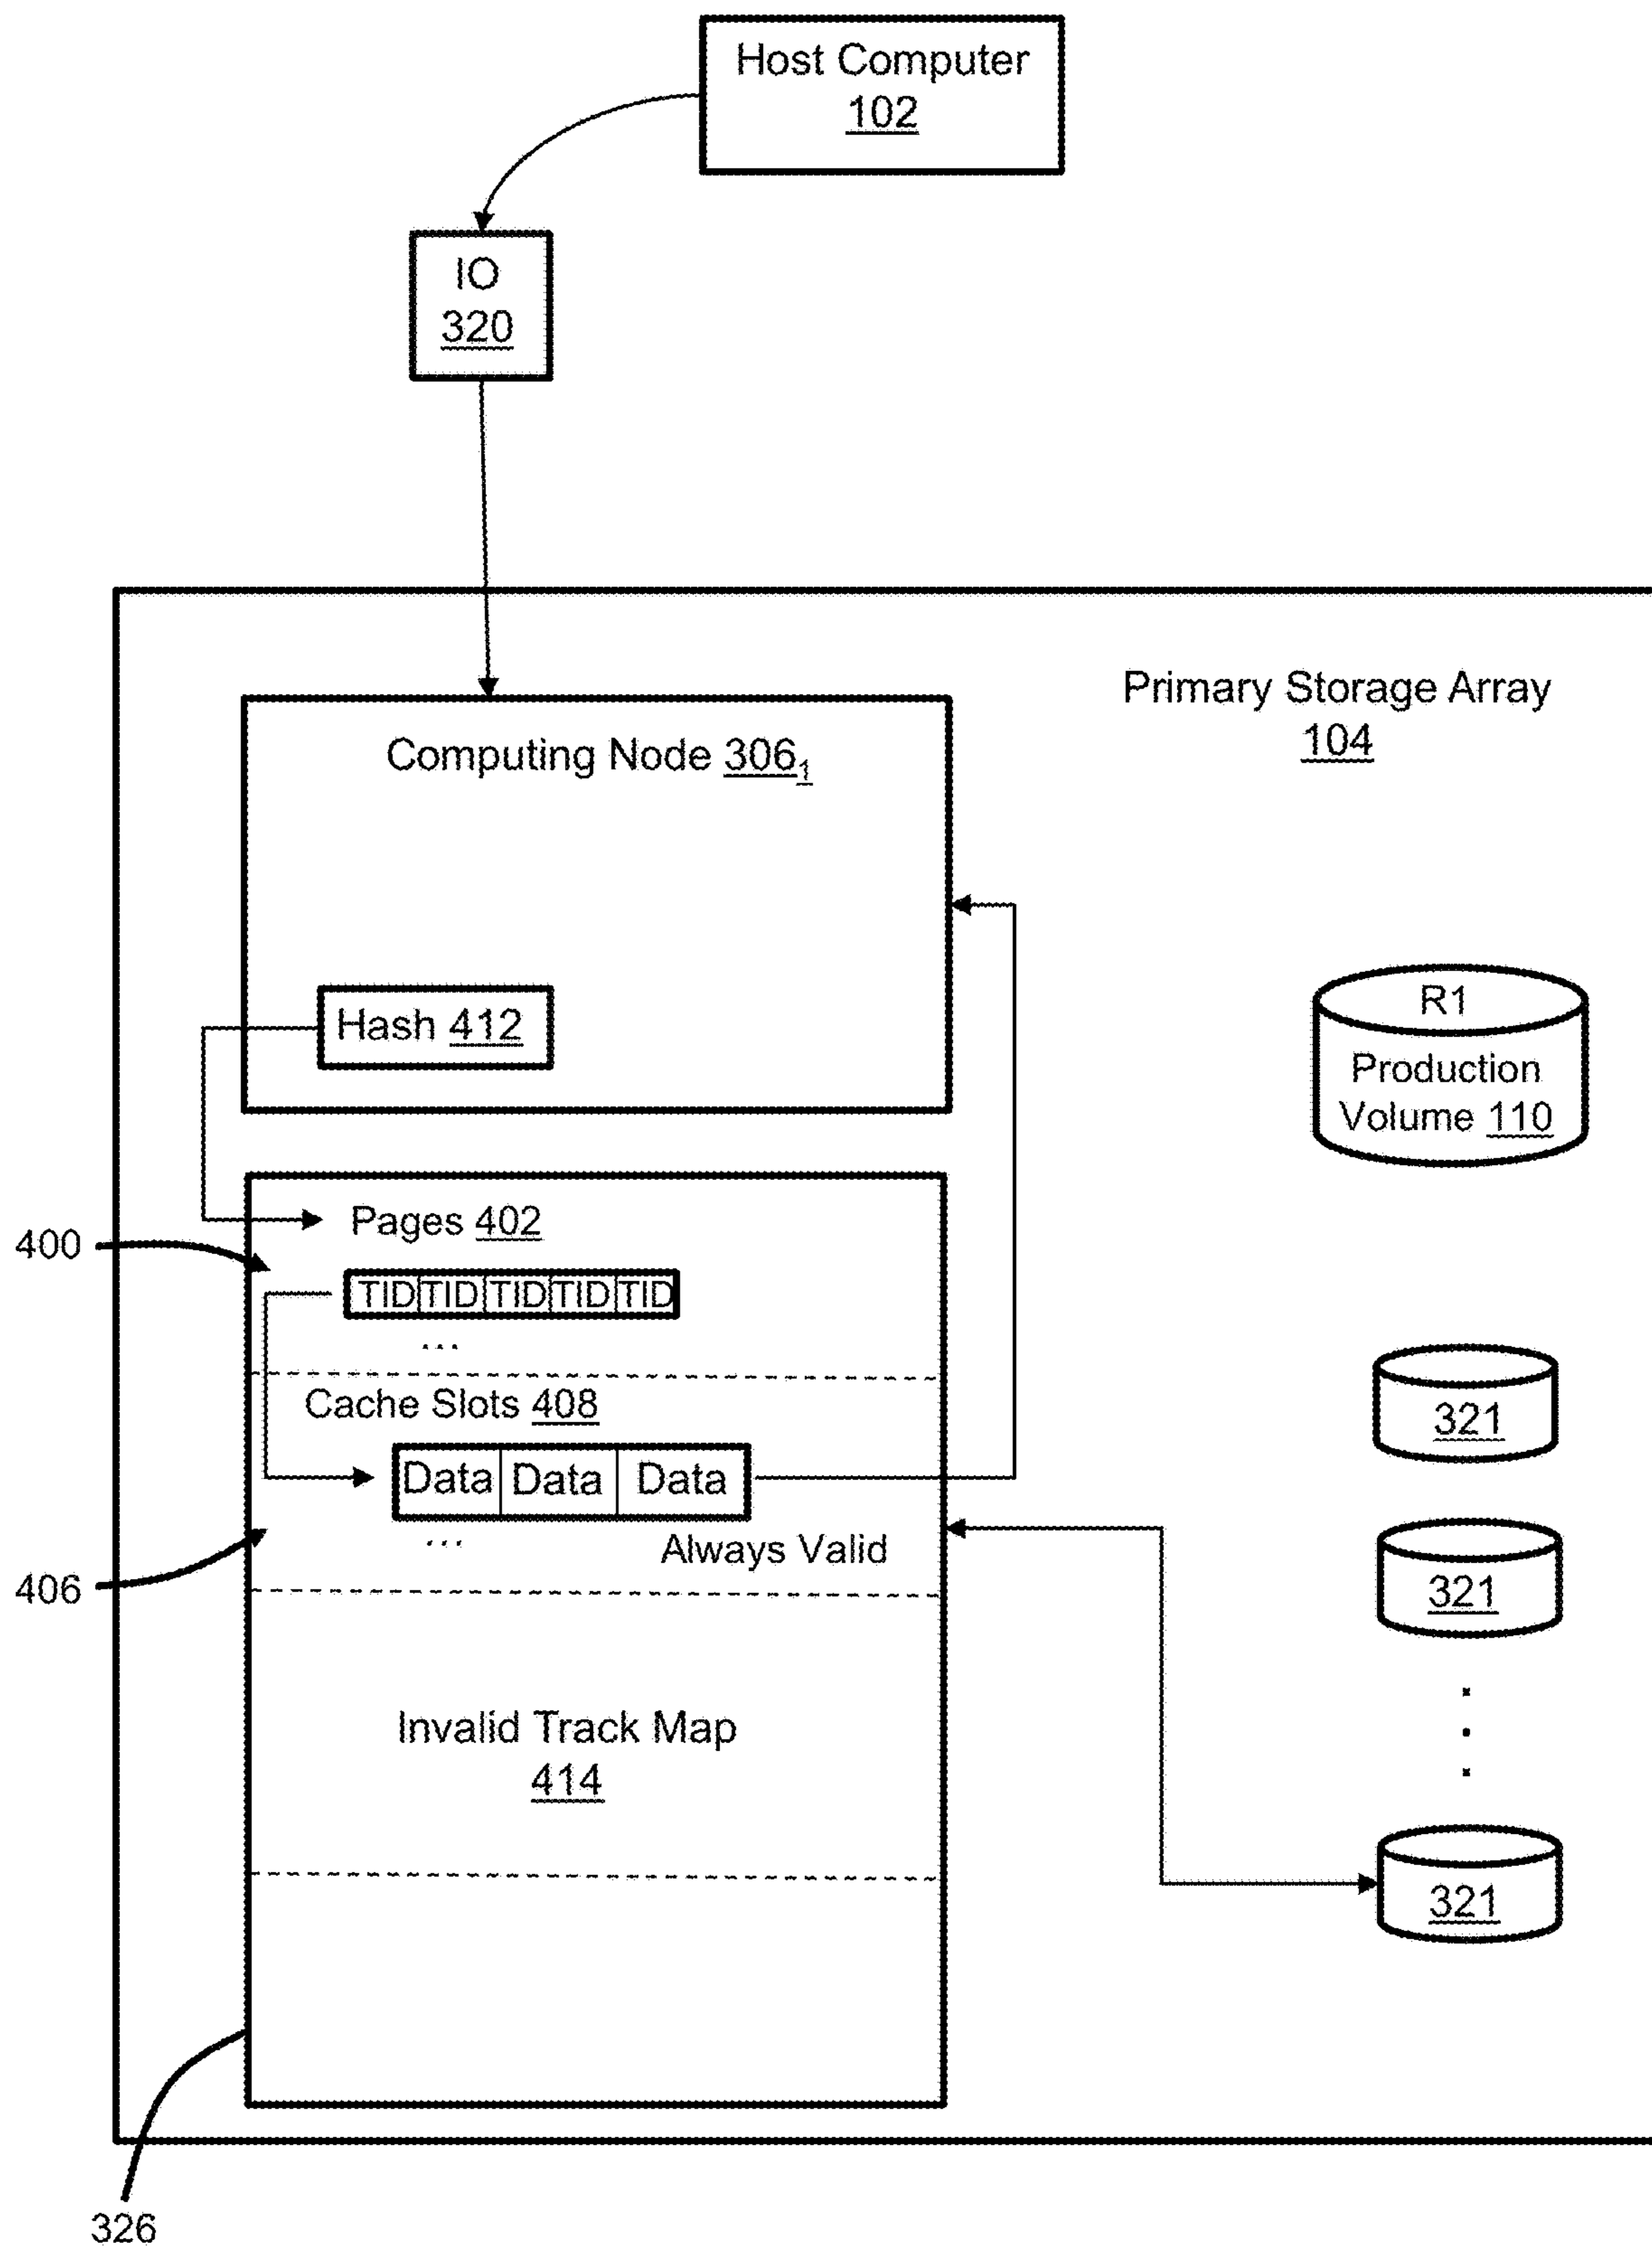 Host Computer
102
IO
320
Primary Storage Array
104
Computing Node 306₁
Hash 412
R1
Production
Volume 110
Pages 402
400
TID TID TID TID TID
...
Cache Slots 408
321
Data Data Data
...
Always Valid
406
321
Invalid Track Map
414
321
326